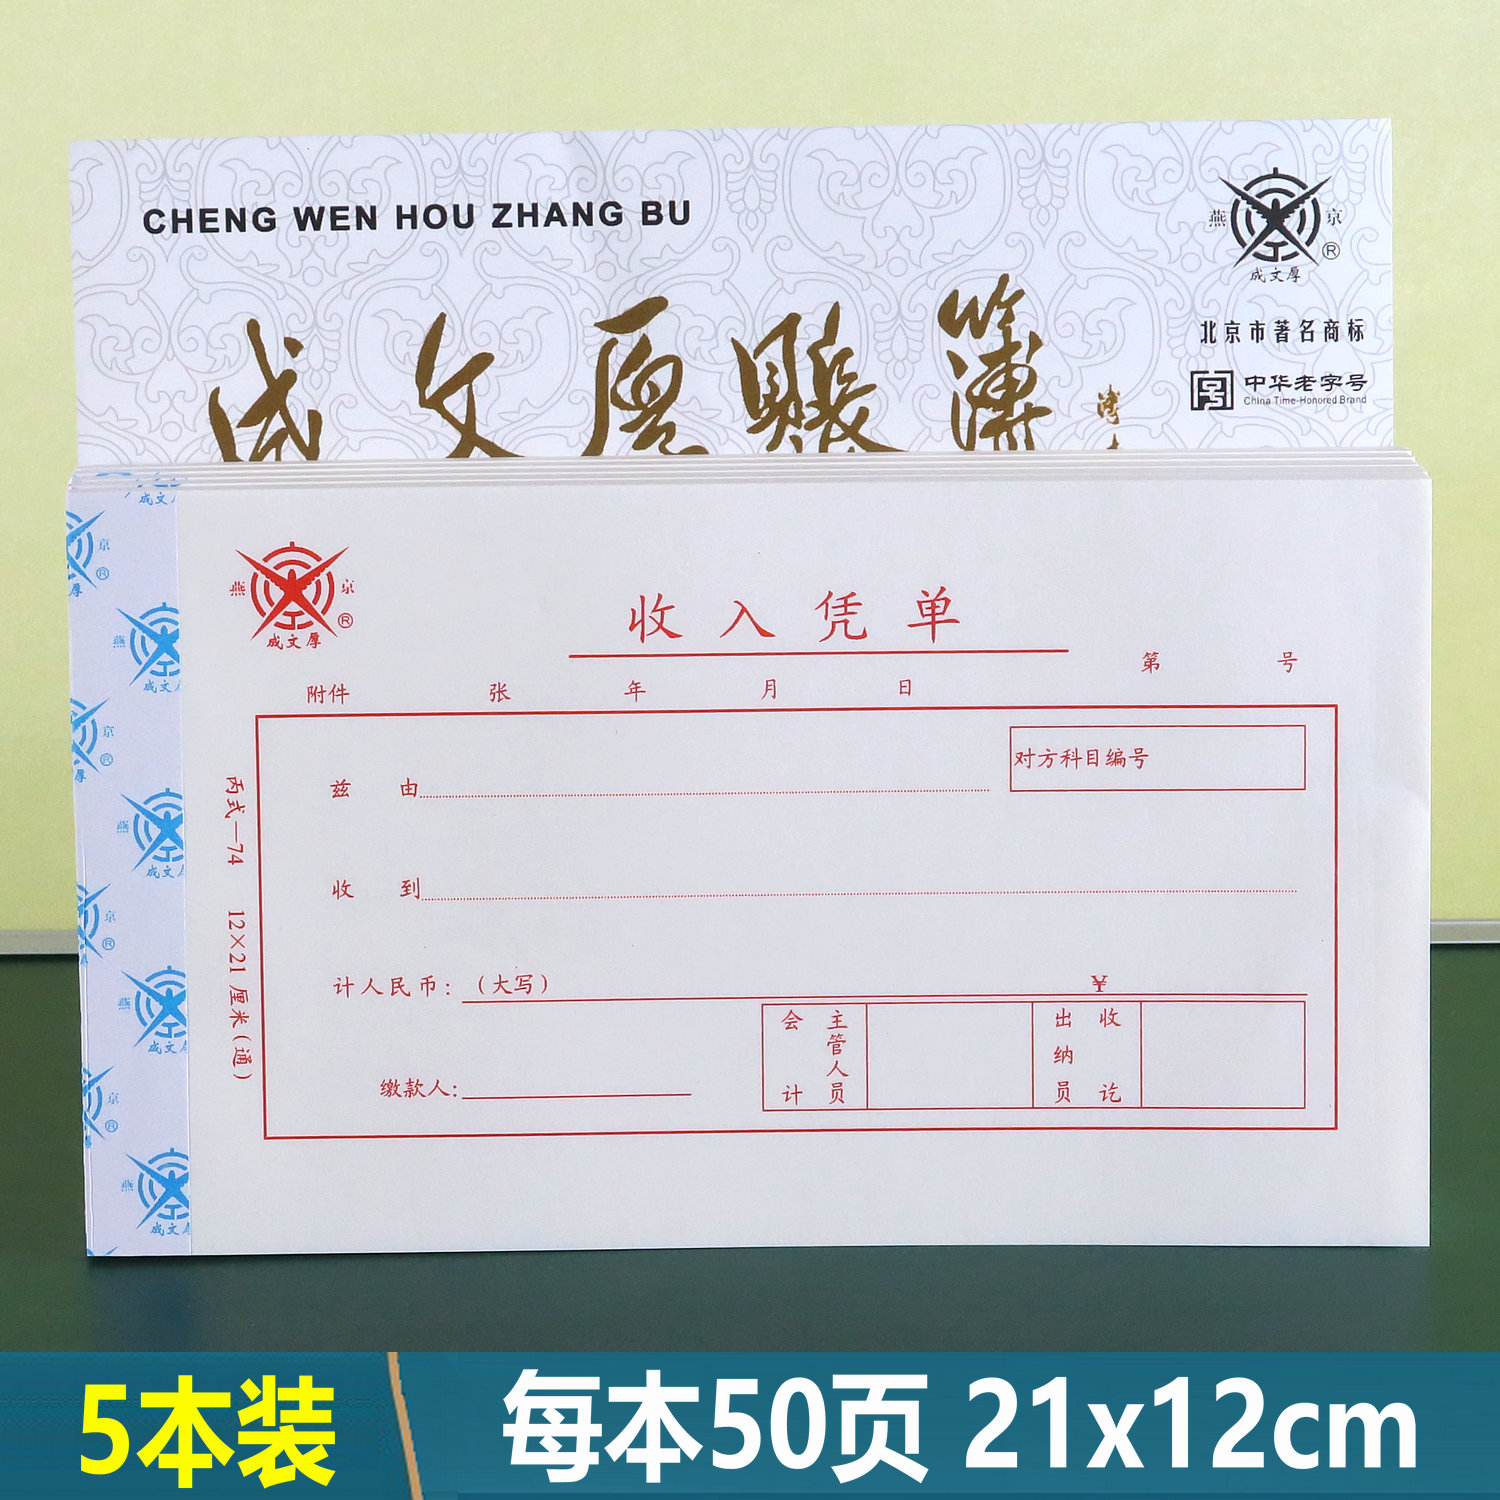 CHENG WEN HOU ZHANG BU
燕 京
®
成文厚
北京市著名商标
成文厚账簿
中华老字号
China Time-Honored Brand
燕 京
®
成文厚
收入凭单
第 号
附件 张 年 月 日
对方科目编号
兹 由
收 到
计人民币：（大写） ¥
会计 主管人员
出纳员 收讫
缴款人：
丙式—74 12×21厘米(通)
5本装
每本50页 21x12cm